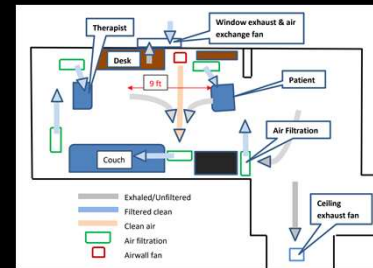 Therapist
Window exhaust & air
exchange fan
Desk
9 ft
Patient
Air Filtration
Couch
Exhaled/Unfiltered
Filtered clean
Clean air
Air filtration
Airwall fan
Ceiling
exhaust fan